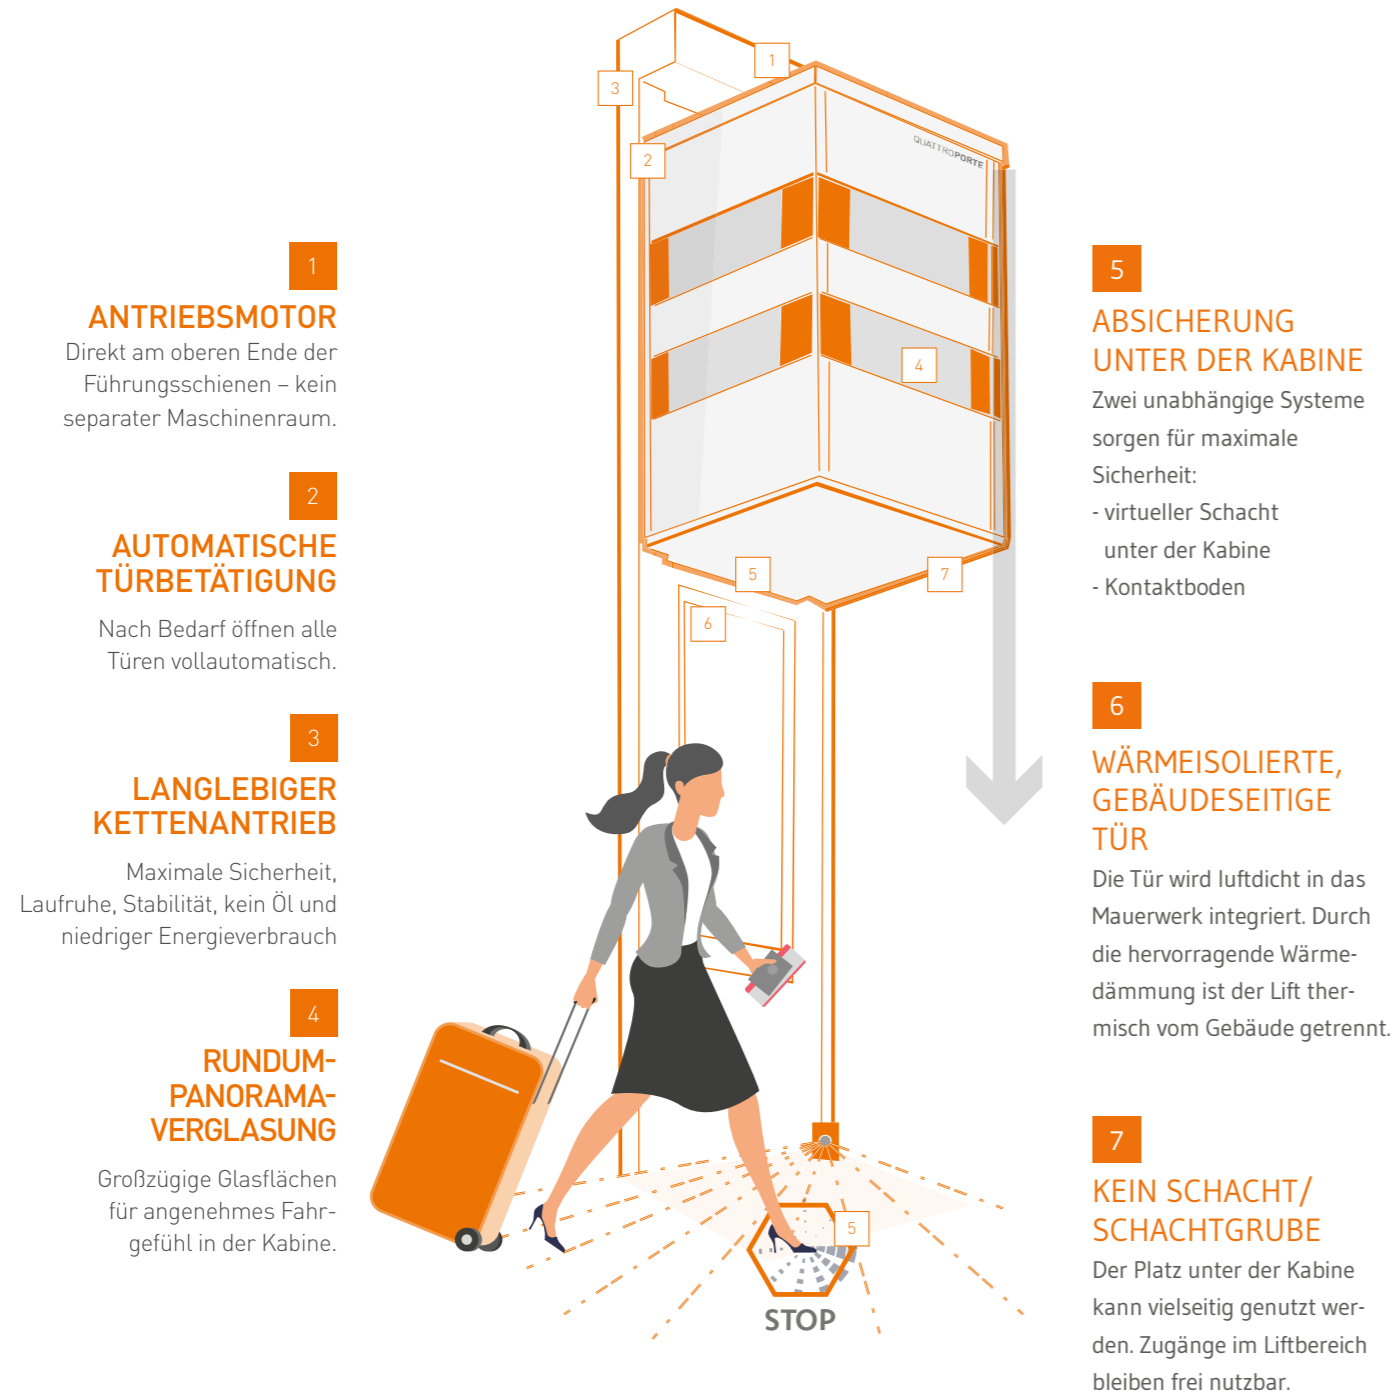 1
ANTRIEBSMOTOR
Direkt am oberen Ende der
Führungsschienen – kein
separater Maschinenraum.
2
AUTOMATISCHE
TÜRBETÄTIGUNG
Nach Bedarf öffnen alle
Türen vollautomatisch.
3
LANGLEBIGER
KETTENANTRIEB
Maximale Sicherheit,
Laufruhe, Stabilität, kein Öl und
niedriger Energieverbrauch
4
RUNDUM-
PANORAMA-
VERGLASUNG
Großzügige Glasflächen
für angenehmes Fahr-
gefühl in der Kabine.
1
3
2
QUATTROPORTE
4
5
7
6
5
STOP
5
ABSICHERUNG
UNTER DER KABINE
Zwei unabhängige Systeme
sorgen für maximale
Sicherheit:
- virtueller Schacht
unter der Kabine
- Kontaktboden
6
WÄRMEISOLIERTE,
GEBÄUDESEITIGE
TÜR
Die Tür wird luftdicht in das
Mauerwerk integriert. Durch
die hervorragende Wärme-
dämmung ist der Lift ther-
misch vom Gebäude getrennt.
7
KEIN SCHACHT/
SCHACHTGRUBE
Der Platz unter der Kabine
kann vielseitig genutzt wer-
den. Zugänge im Liftbereich
bleiben frei nutzbar.